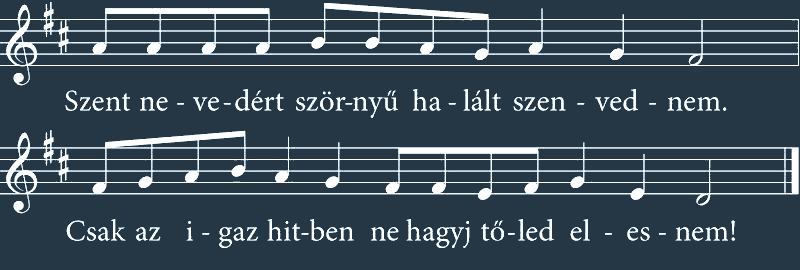 Szent ne - ve - dért ször-nyű ha - lált szen - ved - nem.
Csak az i - gaz hit-ben ne hagyj tő-led el - es - nem!